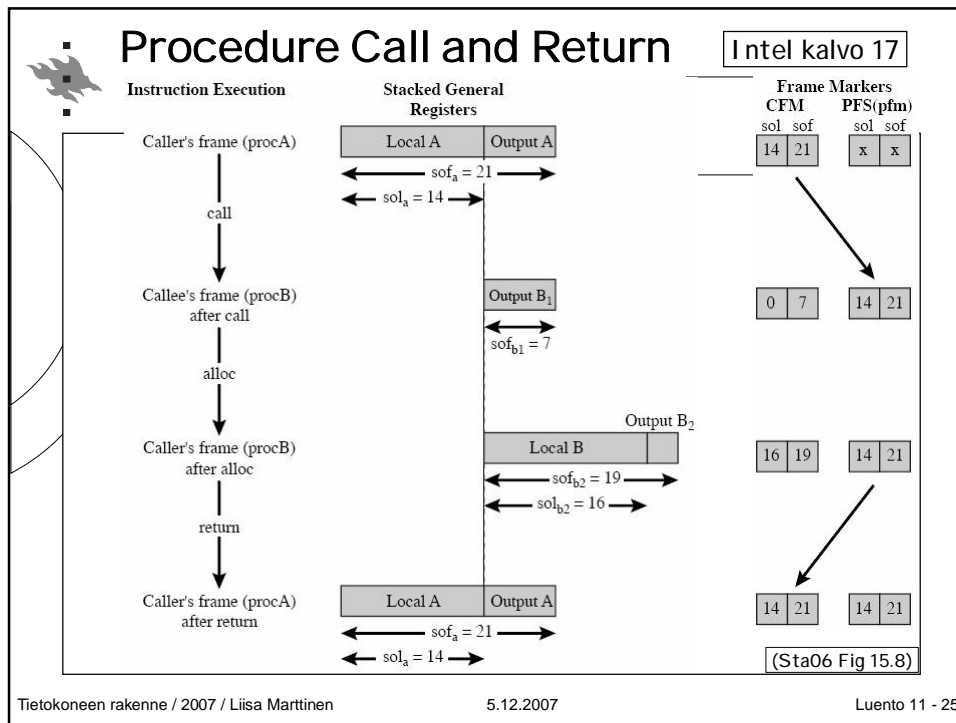 Procedure Call and Return
Intel kalvo 17
Instruction Execution
Stacked General
Registers
Frame Markers
CFM PFS(pfm)
sol sof sol sof
Caller's frame (procA)
Local A Output A
14 21 x x
sofa = 21
sola = 14
call
Callee's frame (procB)
after call
Output B1
0 7 14 21
sofb1 = 7
alloc
Output B2
Caller's frame (procB)
after alloc
Local B
16 19 14 21
sofb2 = 19
solb2 = 16
return
Caller's frame (procA)
after return
Local A Output A
14 21 14 21
sofa = 21
sola = 14
(Sta06 Fig 15.8)
Tietokoneen rakenne / 2007 / Liisa Marttinen 5.12.2007 Luento 11 - 25